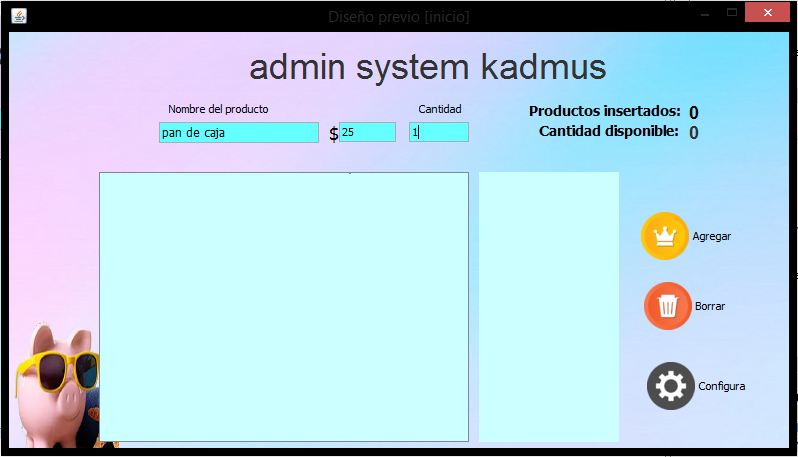 Diseño previo [inicio]
admin system kadmus
Nombre del producto
Cantidad
Productos insertados: 0
pan de caja
$ 25
1
Cantidad disponible: 0
Agregar
Borrar
Configura